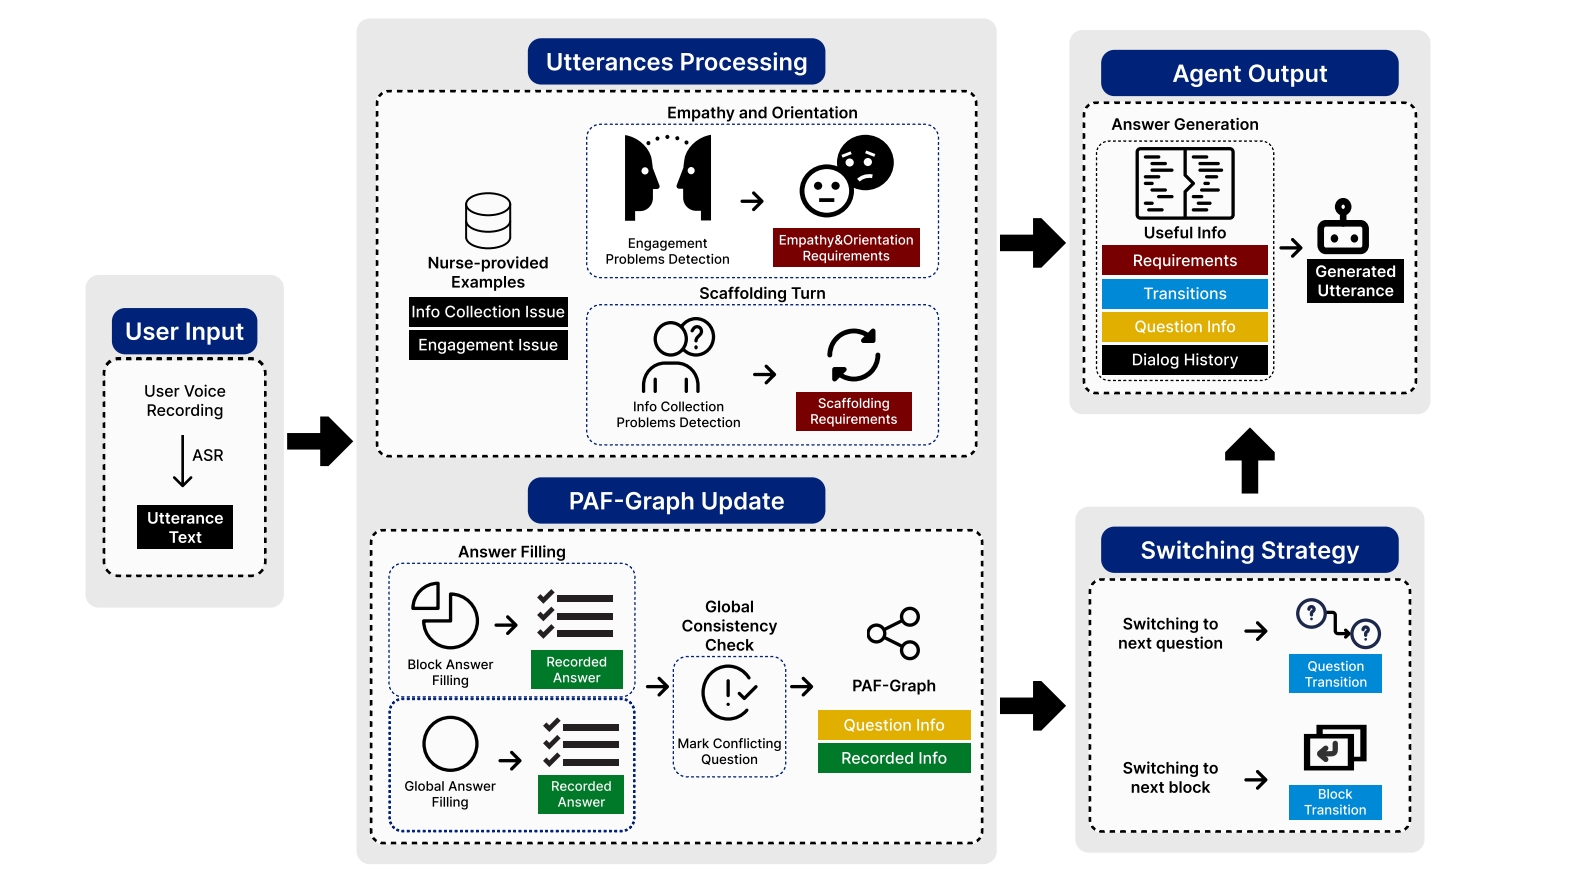 User Input
User Voice
Recording
ASR
Utterance
Text
Utterances Processing
Nurse-provided
Examples
Info Collection Issue
Engagement Issue
Empathy and Orientation
Engagement
Problems Detection
Empathy&Orientation
Requirements
Scaffolding Turn
?
Info Collection
Problems Detection
Scaffolding
Requirements
PAF-Graph Update
Answer Filling
Block Answer
Filling
Recorded
Answer
Global Answer
Filling
Recorded
Answer
Global
Consistency
Check
!
Mark Conflicting
Question
PAF-Graph
Question Info
Recorded Info
Agent Output
Answer Generation
Useful Info
Requirements
Transitions
Question Info
Dialog History
Generated
Utterance
Switching Strategy
Switching to
next question
?
?
Question
Transition
Switching to
next block
Block
Transition